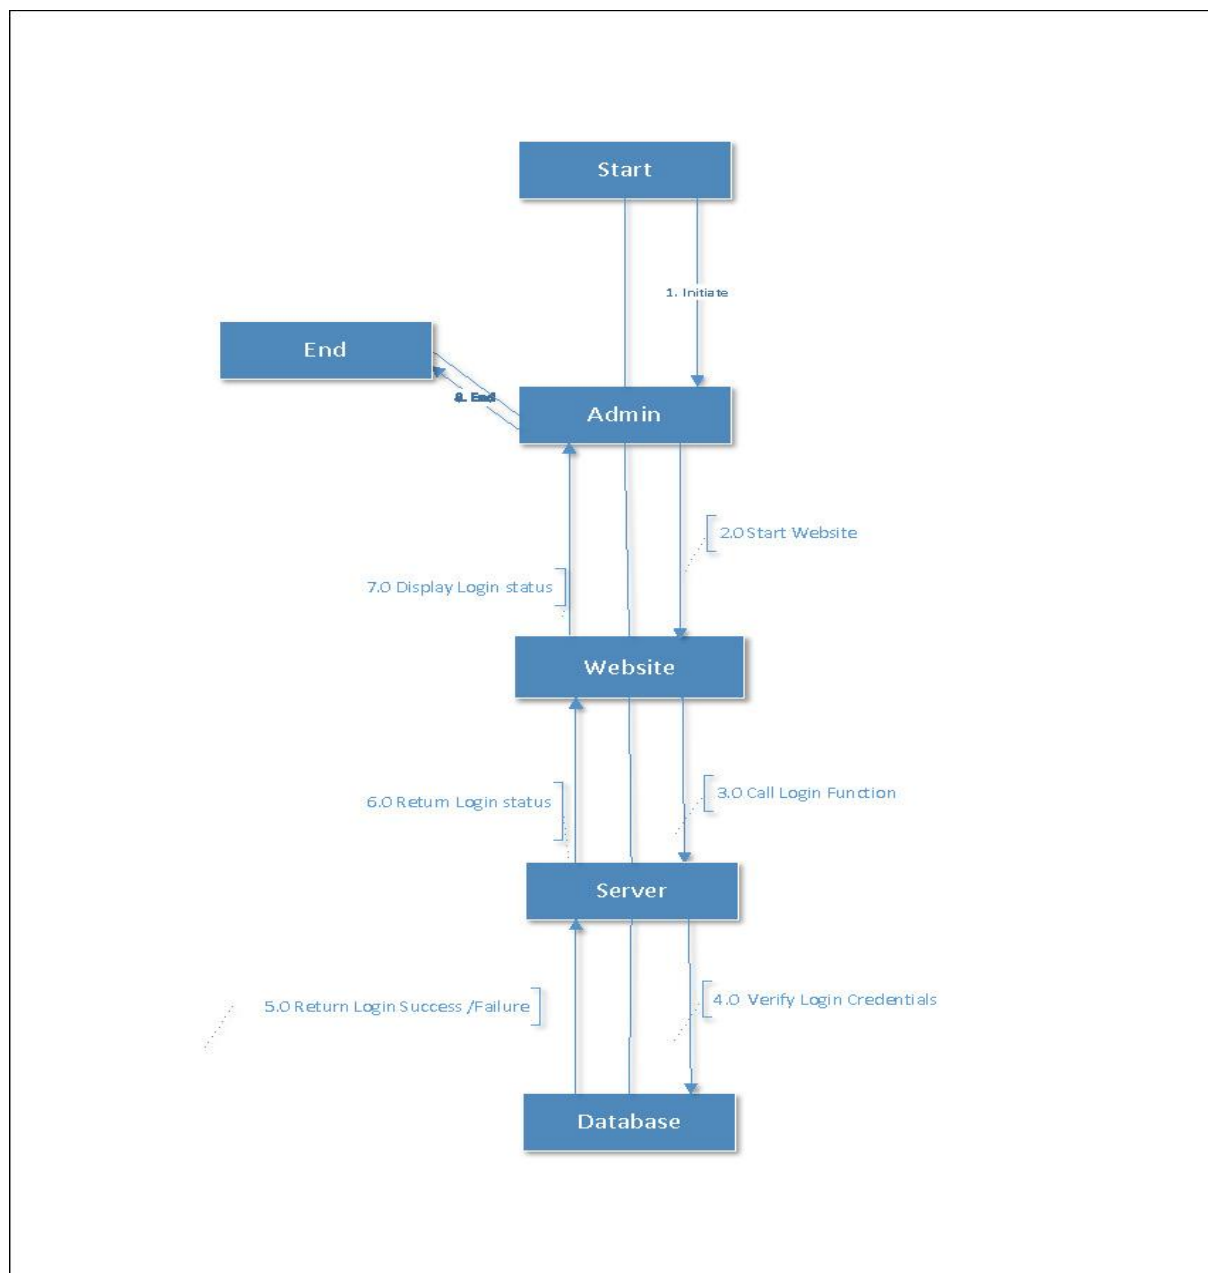 Start
1. Initiate
End
8. End
Admin
2.0 Start Website
7.0 Display Login status
Website
3.0 Call Login Function
6.0 Return Login status
Server
4.0 Verify Login Credentials
5.0 Return Login Success /Failure
Database